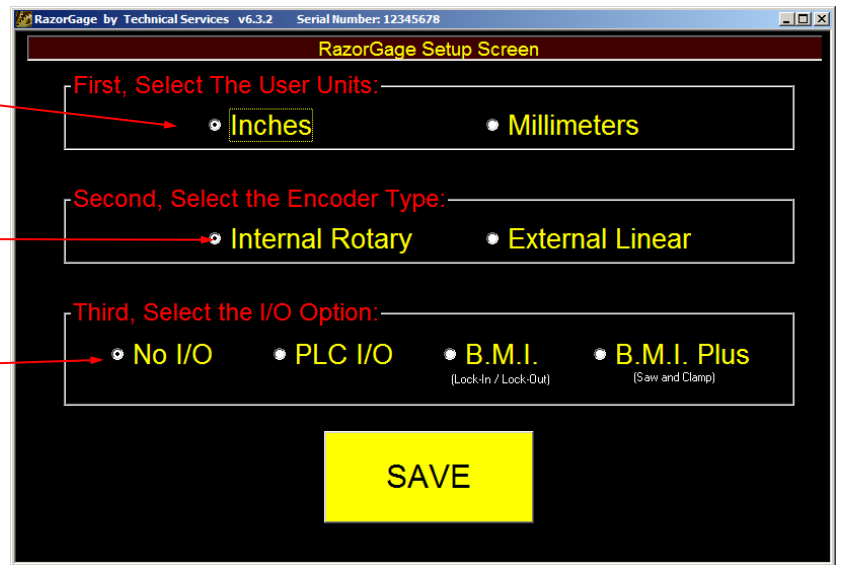 RazorGage by Technical Services v6.3.2 Serial Number: 12345678
RazorGage Setup Screen
First, Select The User Units:
Inches Millimeters
Second, Select the Encoder Type:
Internal Rotary External Linear
Third, Select the I/O Option:
No I/O PLC I/O B.M.I. B.M.I. Plus
(Lock-In / Lock-Out) (Saw and Clamp)
SAVE